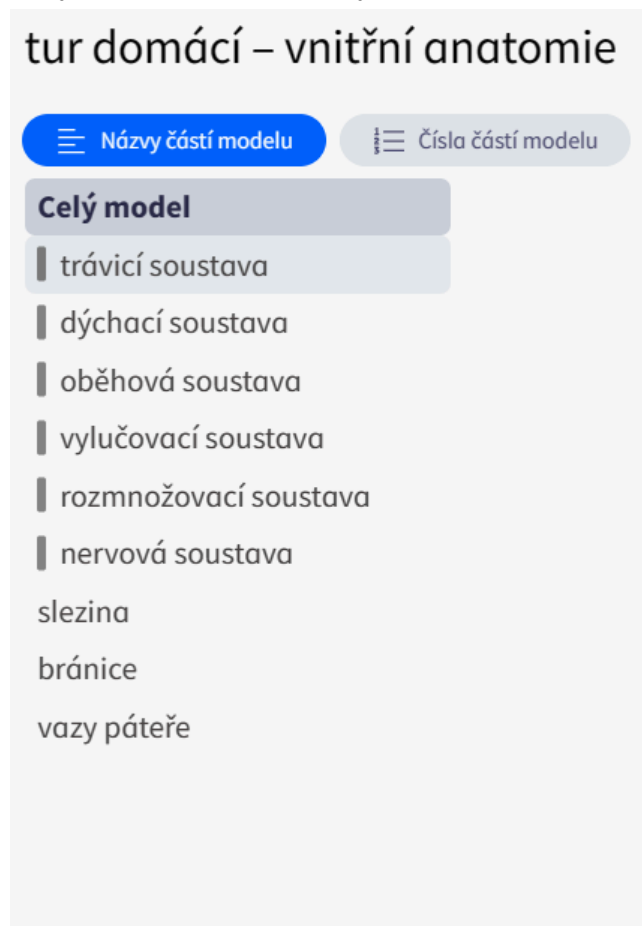 tur domácí – vnitřní anatomie
Názvy částí modelu
Čísla částí modelu
Celý model
trávicí soustava
dýchací soustava
oběhová soustava
vylučovací soustava
rozmnožovací soustava
nervová soustava
slezina
bránice
vazy páteře